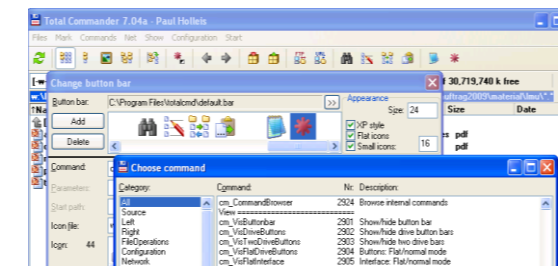 Total Commander 7.04a - Paul Holleis
Files Mark Commands Net Show Configuration Start
f 30,719,740 k free
Change button bar
Button bar: C:\Program Files\totalcmd\default.bar >> Appearance
Size: 24
Add
XP style
Flat icons
Delete
Small icons: 16
Size Date
pdf
pdf
Command:
Parameters:
Start path:
Icon file:
Icon: 44
Choose command
Category: Command: Nr. Description:
All cm_CommandBrowser 2924 Browse internal commands
Source View
Left cm_VisButtonbar 2901 Show/hide button bar
Right cm_VisDriveButtons 2902 Show/hide drive button bars
FileOperations cm_VisTwoDriveButtons 2903 Show/hide two drive bars
Configuration cm_VisFlatDriveButtons 2904 Buttons: Flat/normal mode
Network cm_VisFlatInterface 2905 Interface: Flat/normal mode